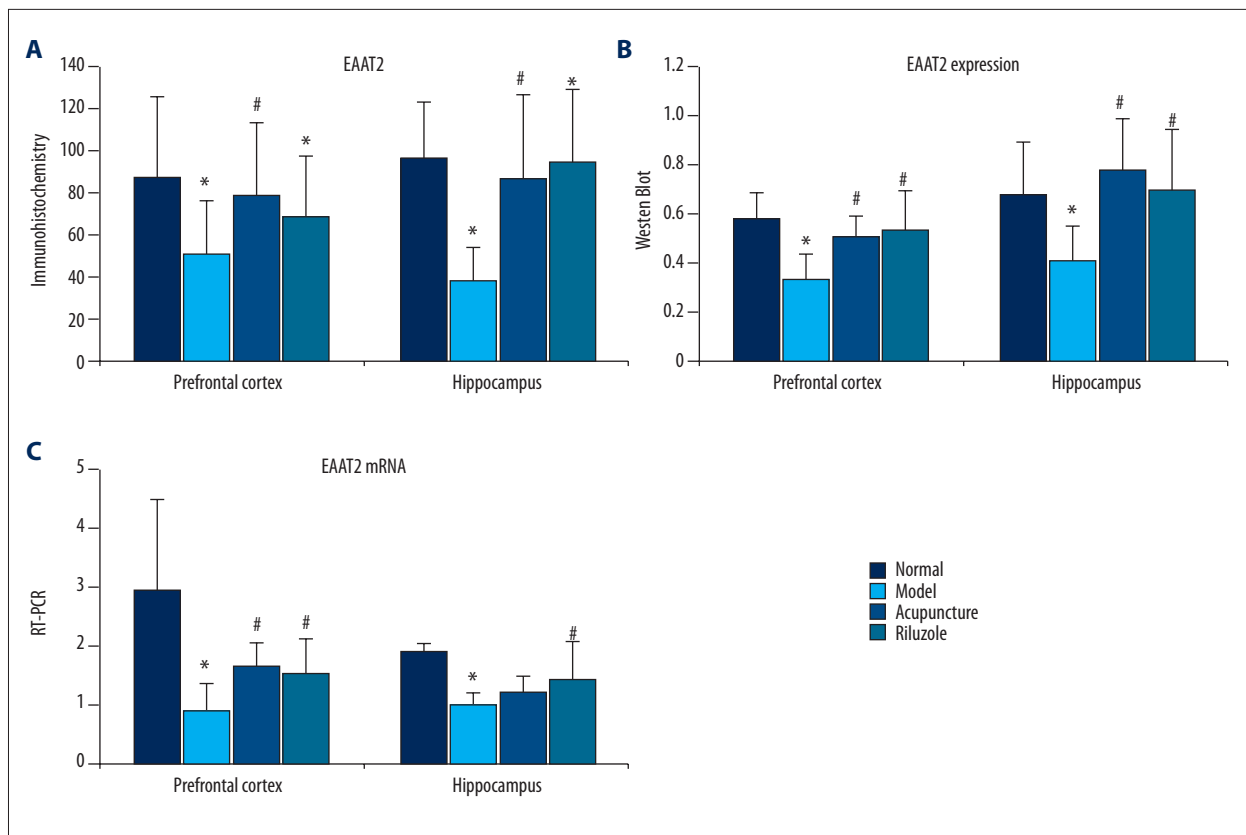 A
EAAT2
140
120
100
80
60
40
20
0
Immunohistochemistry
* # * * # *
Prefrontal cortex Hippocampus
B
EAAT2 expression
1.2
1.0
0.8
0.6
0.4
0.2
0
Westen Blot
* # # * # #
Prefrontal cortex Hippocampus
C
EAAT2 mRNA
5
4
3
2
1
0
RT-PCR
* # # * #
Prefrontal cortex Hippocampus
Normal
Model
Acupuncture
Riluzole